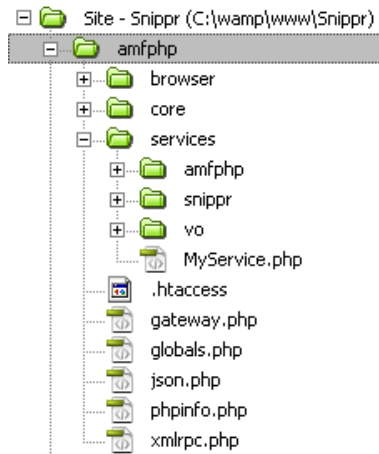 Site - Snippr (C:\wamp\www\Snippr)
amfphp
browser
core
services
amfphp
snippr
vo
MyService.php
.htaccess
gateway.php
globals.php
json.php
phpinfo.php
xmlrpc.php